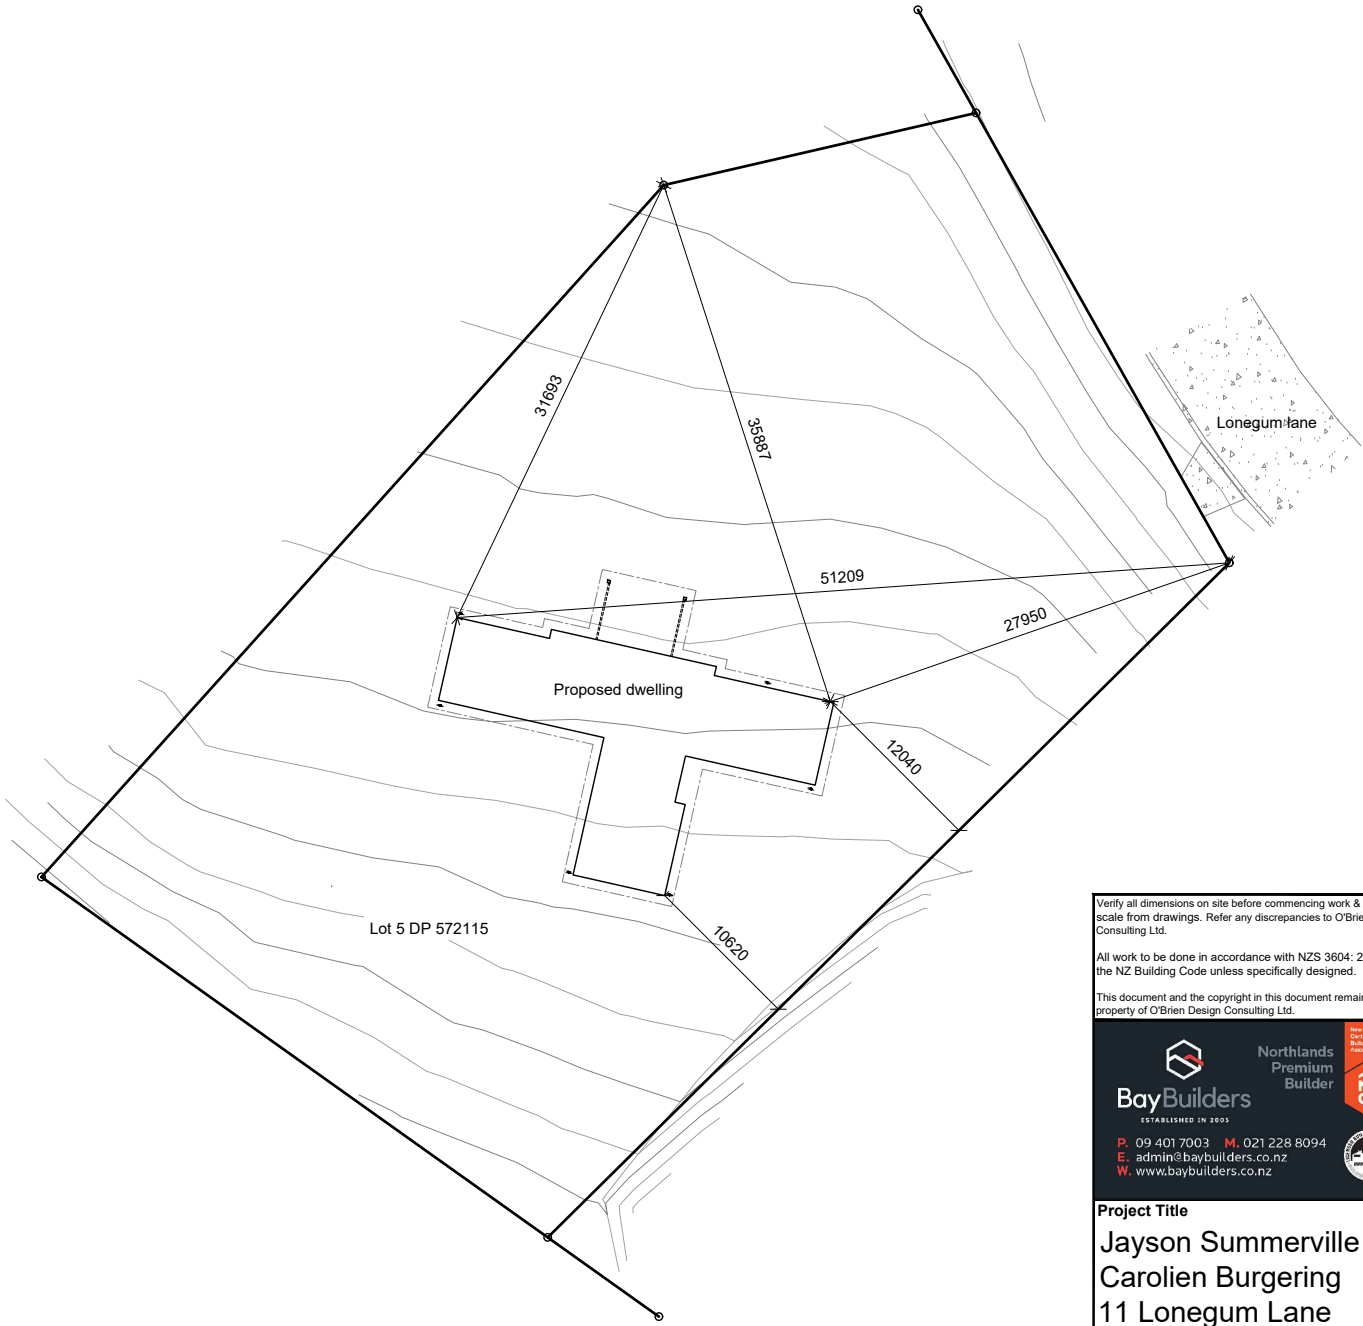 Lonegum lane
31693
35887
51209
27950
Proposed dwelling
12040
Lot 5 DP 572115
10620
Verify all dimensions on site before commencing work &
scale from drawings. Refer any discrepancies to O'Brie
Consulting Ltd.
All work to be done in accordance with NZS 3604: 2
the NZ Building Code unless specifically designed.
This document and the copyright in this document remain
property of O'Brien Design Consulting Ltd.
Northlands
Premium
Builder
BayBuilders
ESTABLISHED IN 2005
P. 09 401 7003 M. 021 228 8094
E. admin@baybuilders.co.nz
W. www.baybuilders.co.nz
Project Title
Jayson Summerville
Carolien Burgering
11 Lonegum Lane